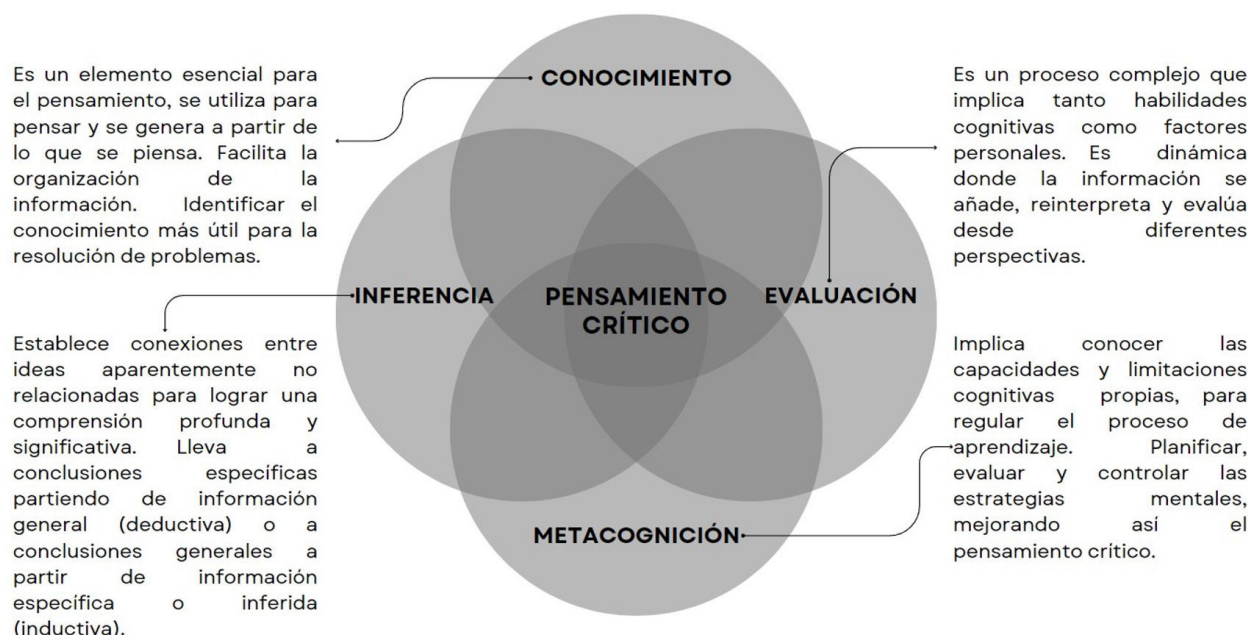 CONOCIMIENTO
Es un elemento esencial para
el pensamiento, se utiliza para
pensar y se genera a partir de
lo que se piensa. Facilita la
organización de la
información. Identificar el
conocimiento más útil para la
resolución de problemas.
Es un proceso complejo que
implica tanto habilidades
cognitivas como factores
personales. Es dinámica
donde la información se
añade, reinterpreta y evalúa
desde diferentes
perspectivas.
INFERENCIA
PENSAMIENTO
CRÍTICO
EVALUACIÓN
Establece conexiones entre
ideas aparentemente no
relacionadas para lograr una
comprensión profunda y
significativa. Lleva a
conclusiones específicas
partiendo de información
general (deductiva) o a
conclusiones generales a
partir de información
específica o inferida
(inductiva).
Implica conocer las
capacidades y limitaciones
cognitivas propias, para
regular el proceso de
aprendizaje. Planificar,
evaluar y controlar las
estrategias mentales,
mejorando así el
pensamiento crítico.
METACOGNICIÓN